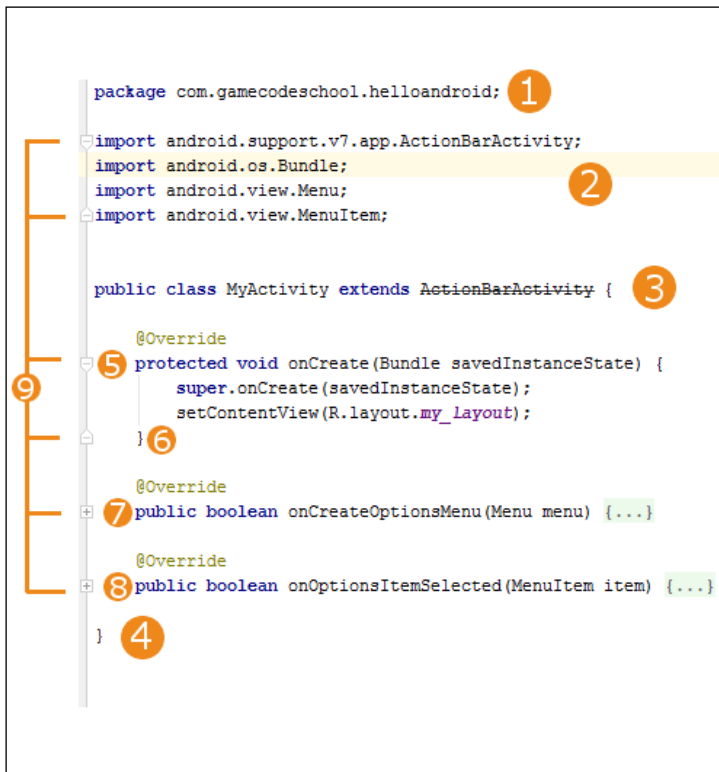 package com.gamecodeschool.helloandroid; 1
import android.support.v7.app.ActionBarActivity;
import android.os.Bundle;
2
import android.view.Menu;
import android.view.MenuItem;
public class MyActivity extends ActionBarActivity { 3
@Override
5 protected void onCreate(Bundle savedInstanceState) {
9
super.onCreate(savedInstanceState);
setContentView(R.layout.my_layout);
} 6
@Override
7 public boolean onCreateOptionsMenu(Menu menu) {...}
@Override
8 public boolean onOptionsItemSelected(MenuItem item) {...}
} 4